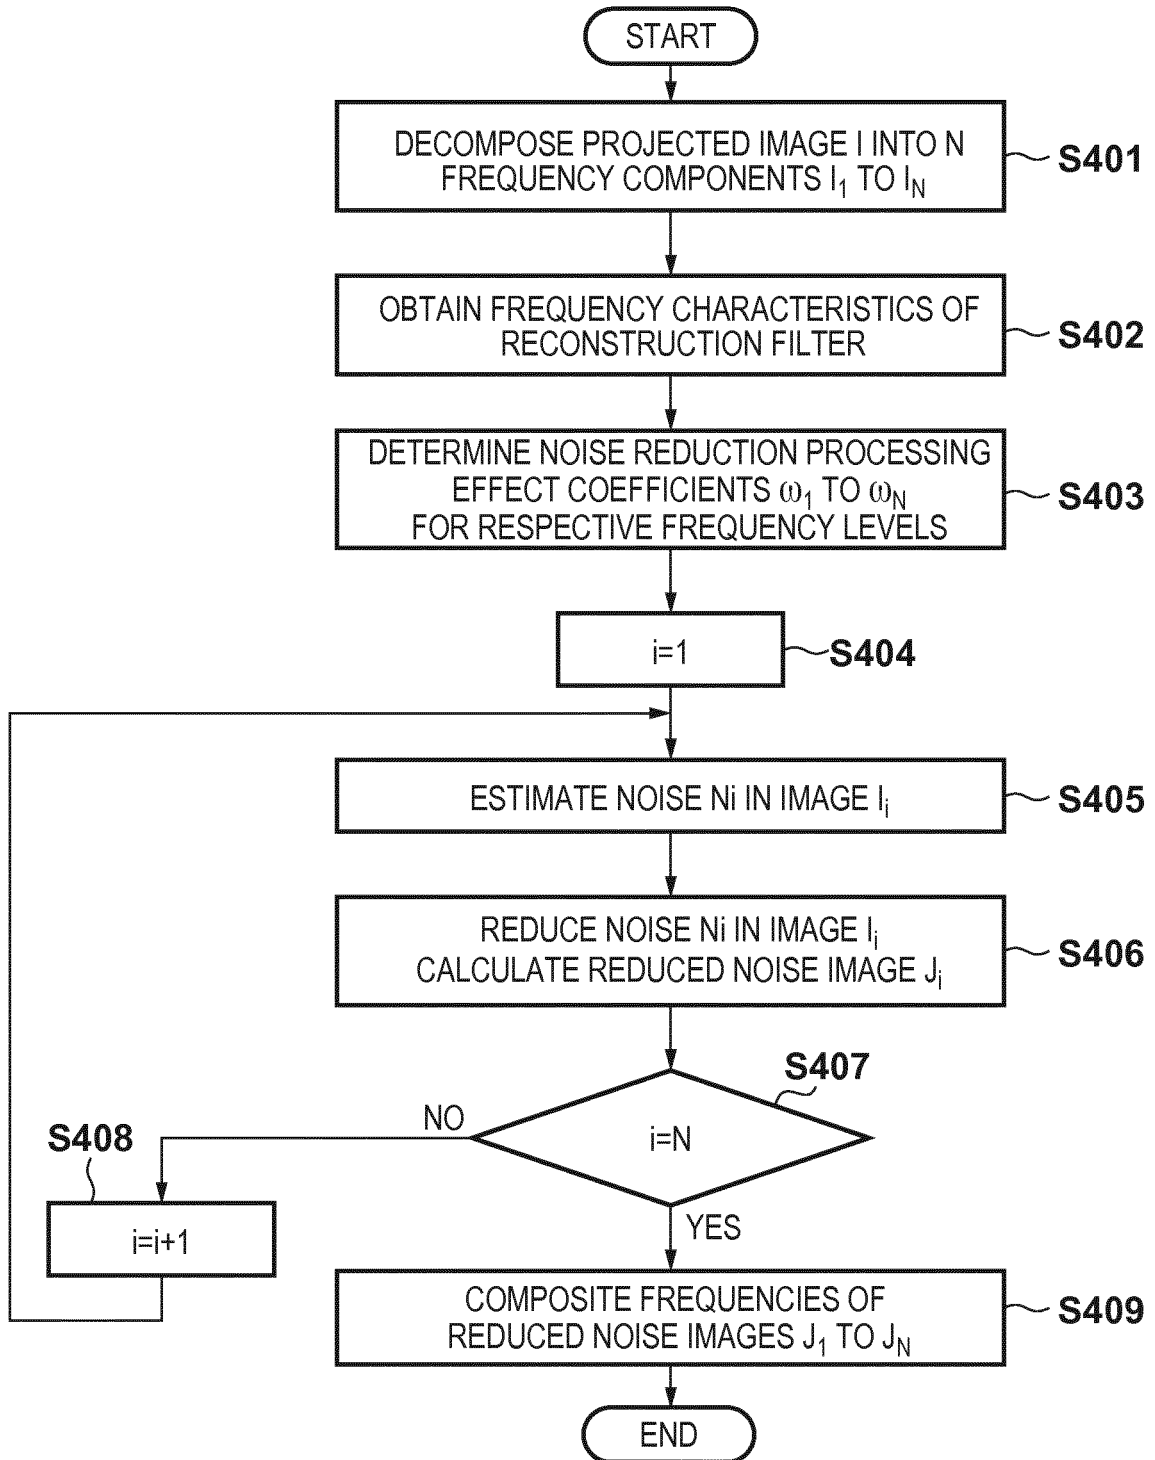 START
DECOMPOSE PROJECTED IMAGE I INTO N
FREQUENCY COMPONENTS I₁ TO I_N
S401
OBTAIN FREQUENCY CHARACTERISTICS OF
RECONSTRUCTION FILTER
S402
DETERMINE NOISE REDUCTION PROCESSING
EFFECT COEFFICIENTS ω₁ TO ω_N
FOR RESPECTIVE FREQUENCY LEVELS
S403
i=1
S404
ESTIMATE NOISE Ni IN IMAGE Iᵢ
S405
REDUCE NOISE Ni IN IMAGE Iᵢ
CALCULATE REDUCED NOISE IMAGE Jᵢ
S406
S407
NO
i=N
S408
YES
i=i+1
COMPOSITE FREQUENCIES OF
REDUCED NOISE IMAGES J₁ TO J_N
S409
END